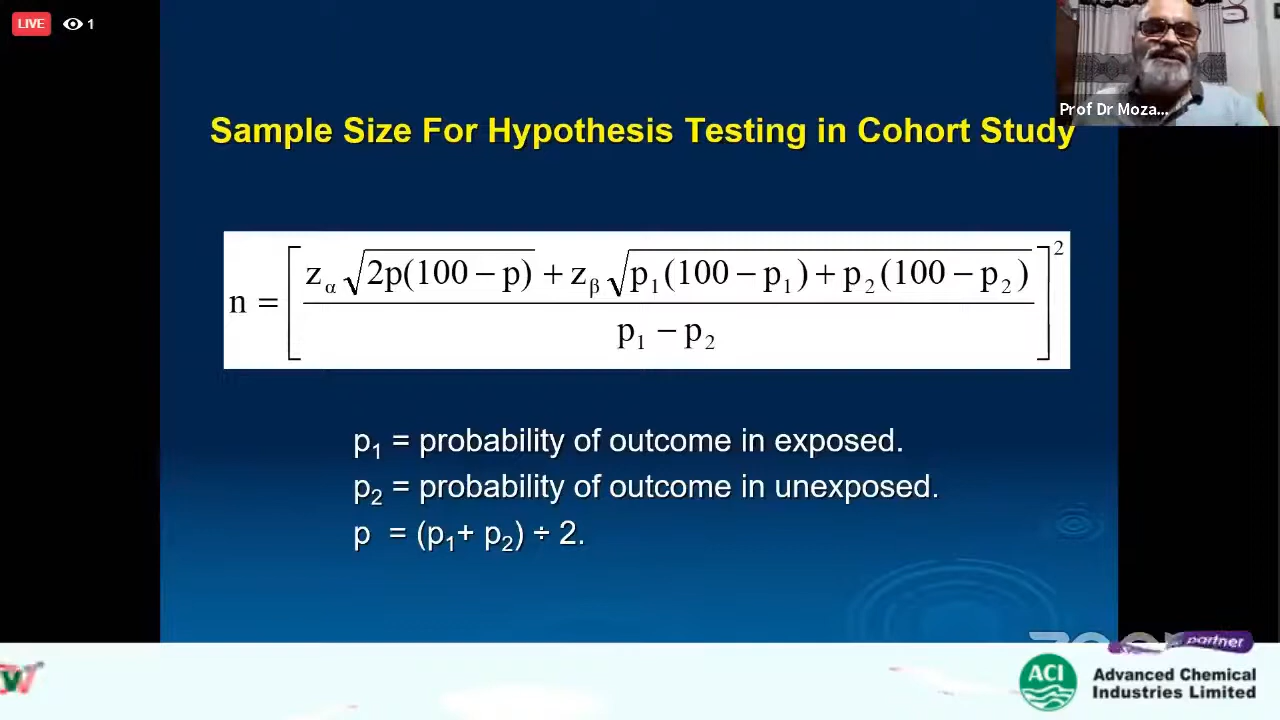 LIVE 1
Prof Dr Moza...
Sample Size For Hypothesis Testing in Cohort Study
n = [ (z_α √(2p(100 − p)) + z_β √(p₁(100 − p₁) + p₂(100 − p₂))) / (p₁ − p₂) ]²
p₁ = probability of outcome in exposed.
p₂ = probability of outcome in unexposed.
p = (p₁+ p₂) ÷ 2.
partner
ACI
Advanced Chemical
Industries Limited